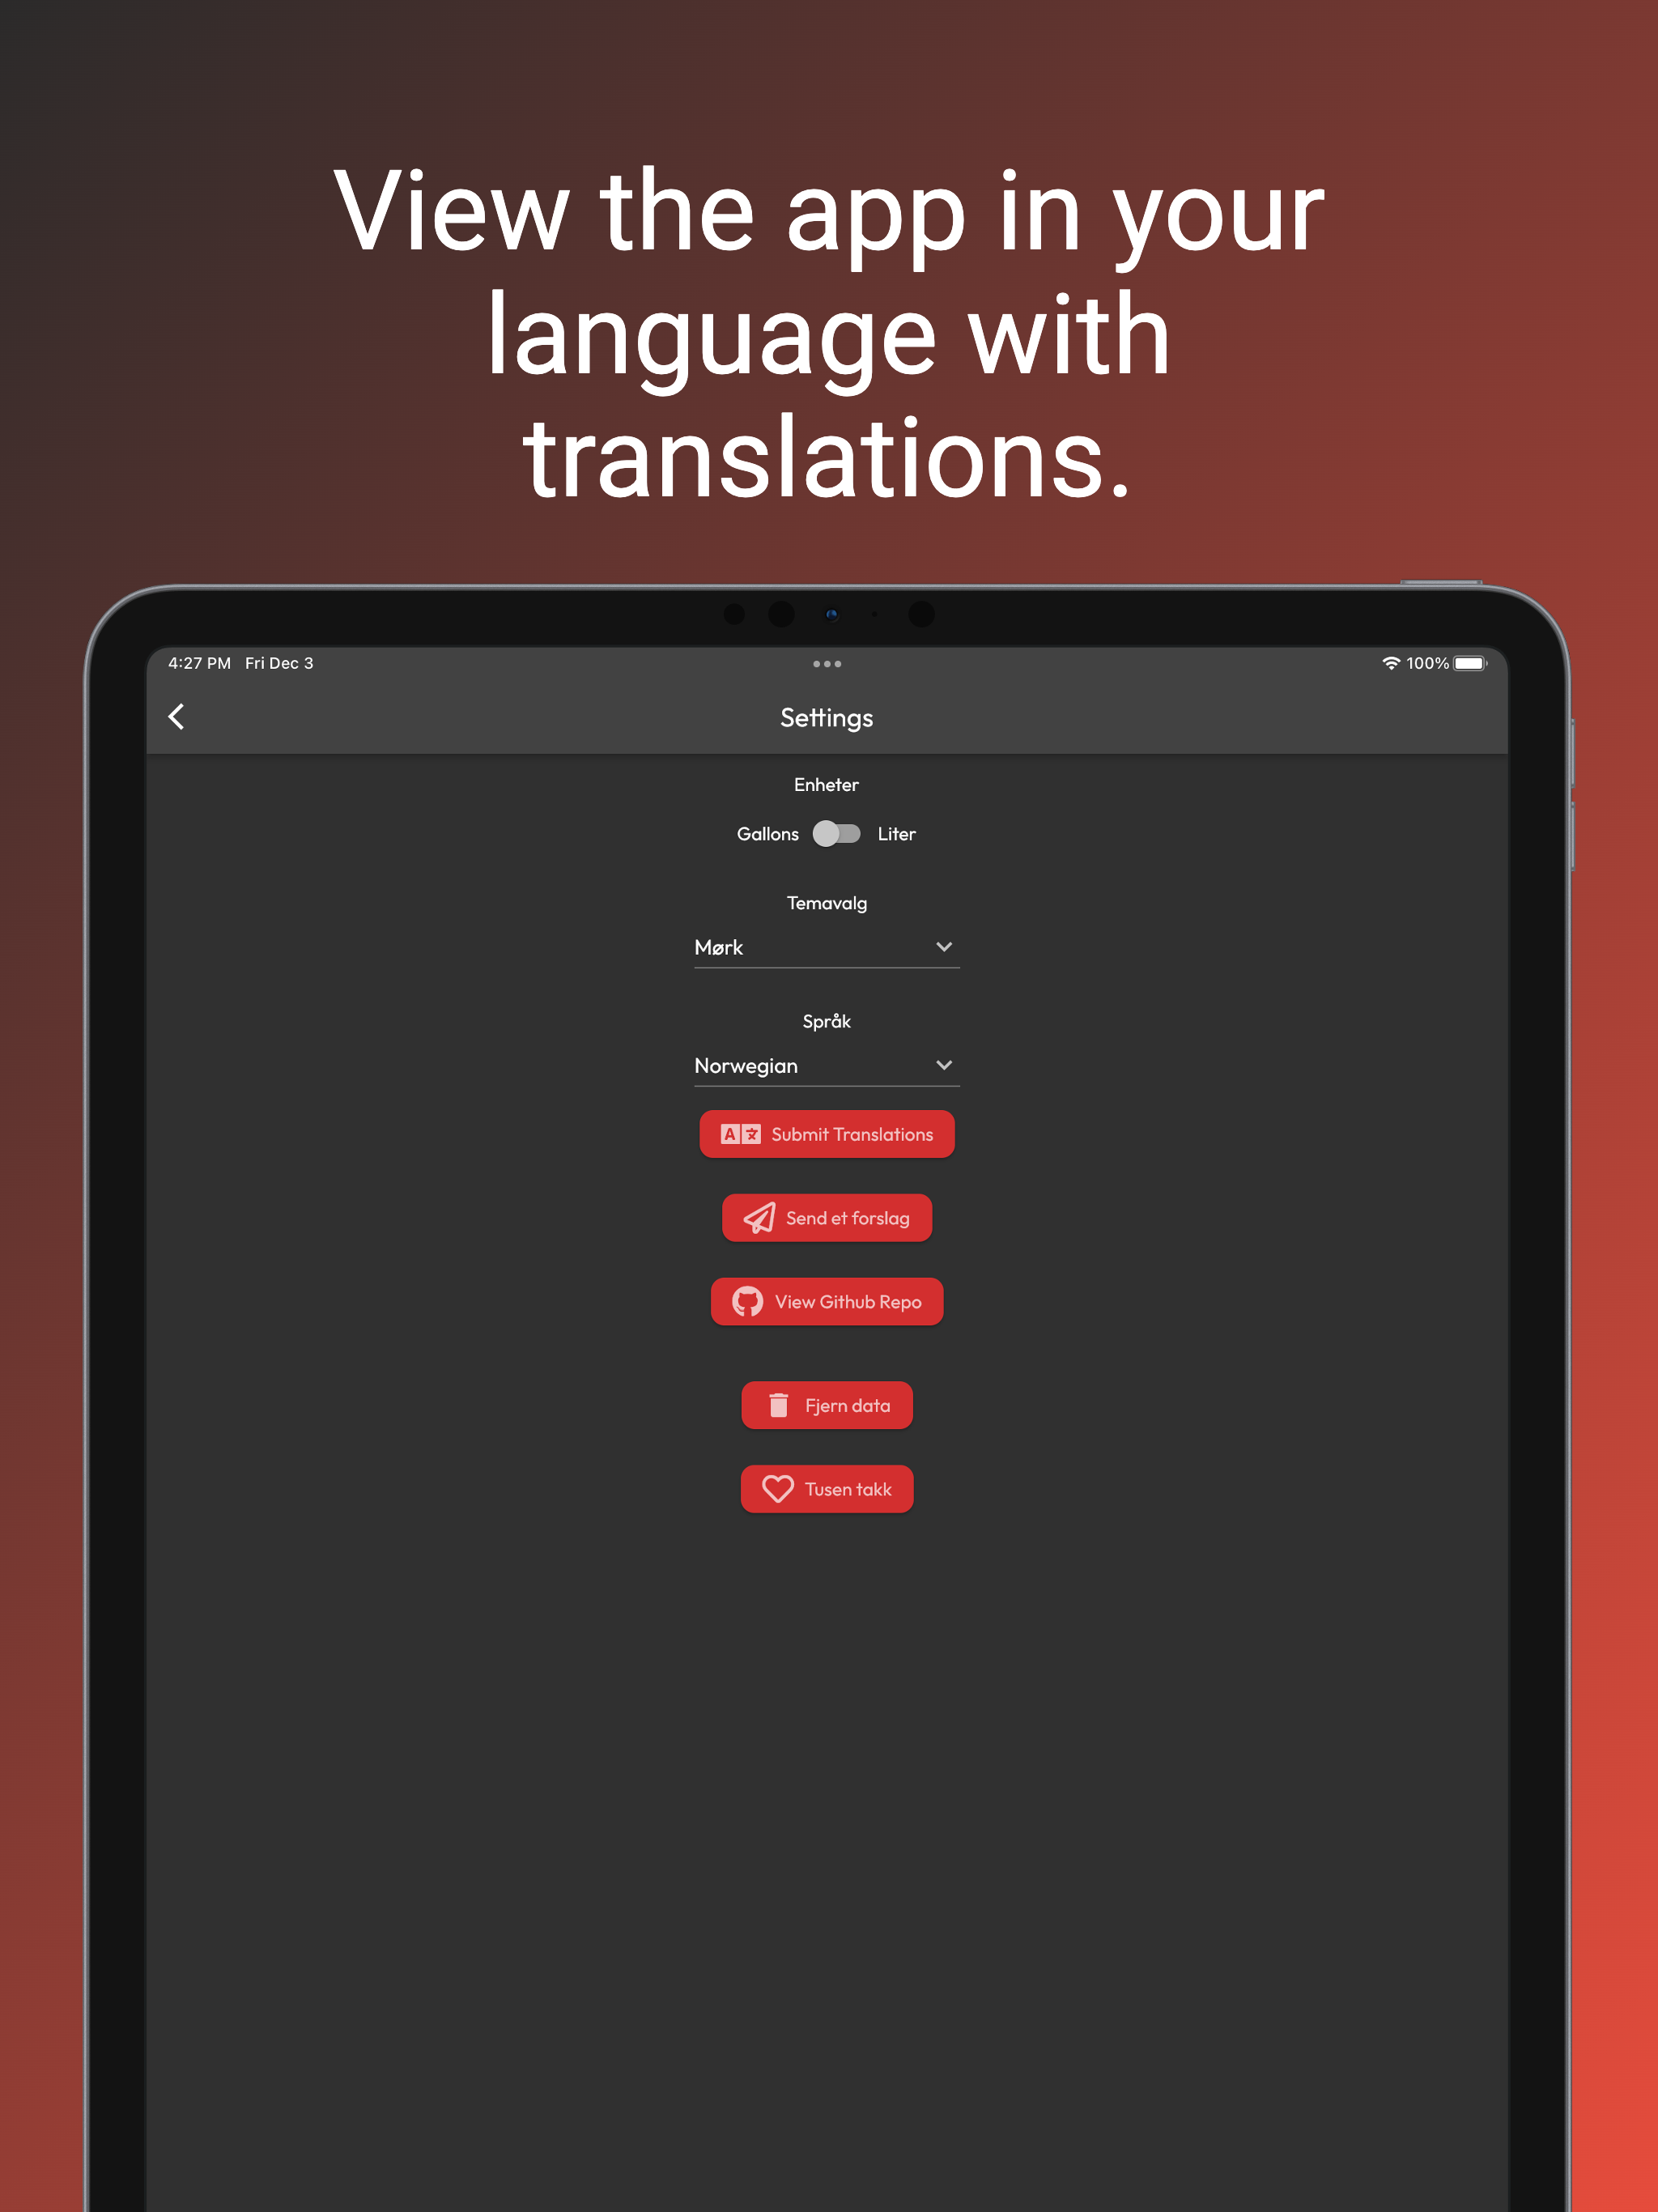 View the app in your
language with
translations.
4:27 PM Fri Dec 3
100%
Settings
Enheter
Gallons Liter
Temavalg
Mørk
Språk
Norwegian
A 文 Submit Translations
Send et forslag
View Github Repo
Fjern data
Tusen takk